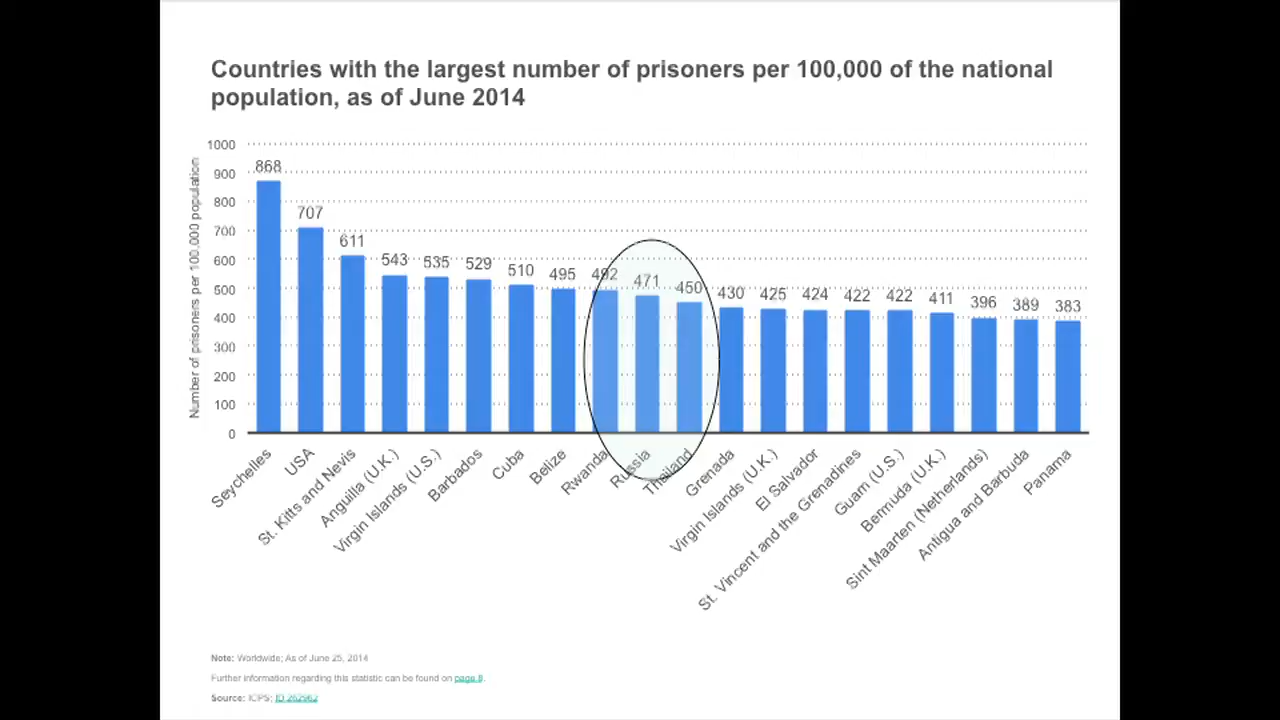 Countries with the largest number of prisoners per 100,000 of the national
population, as of June 2014
Number of prisoners per 100,000 population
1000
900
800
700
600
500
400
300
200
100
0
868
707
611
543
535
529
510
495
492
471
450
430
425
424
422
422
411
396
389
383
Seychelles
USA
St. Kitts and Nevis
Anguilla (U.K.)
Virgin Islands (U.S.)
Barbados
Cuba
Belize
Rwanda
Russia
Thailand
Grenada
Virgin Islands (U.K.)
El Salvador
St. Vincent and the Grenadines
Guam (U.S.)
Bermuda (U.K.)
Sint Maarten (Netherlands)
Antigua and Barbuda
Panama
Note: Worldwide; As of June 25, 2014
Further information regarding this statistic can be found on page 8.
Source: ICPS; ID 262962